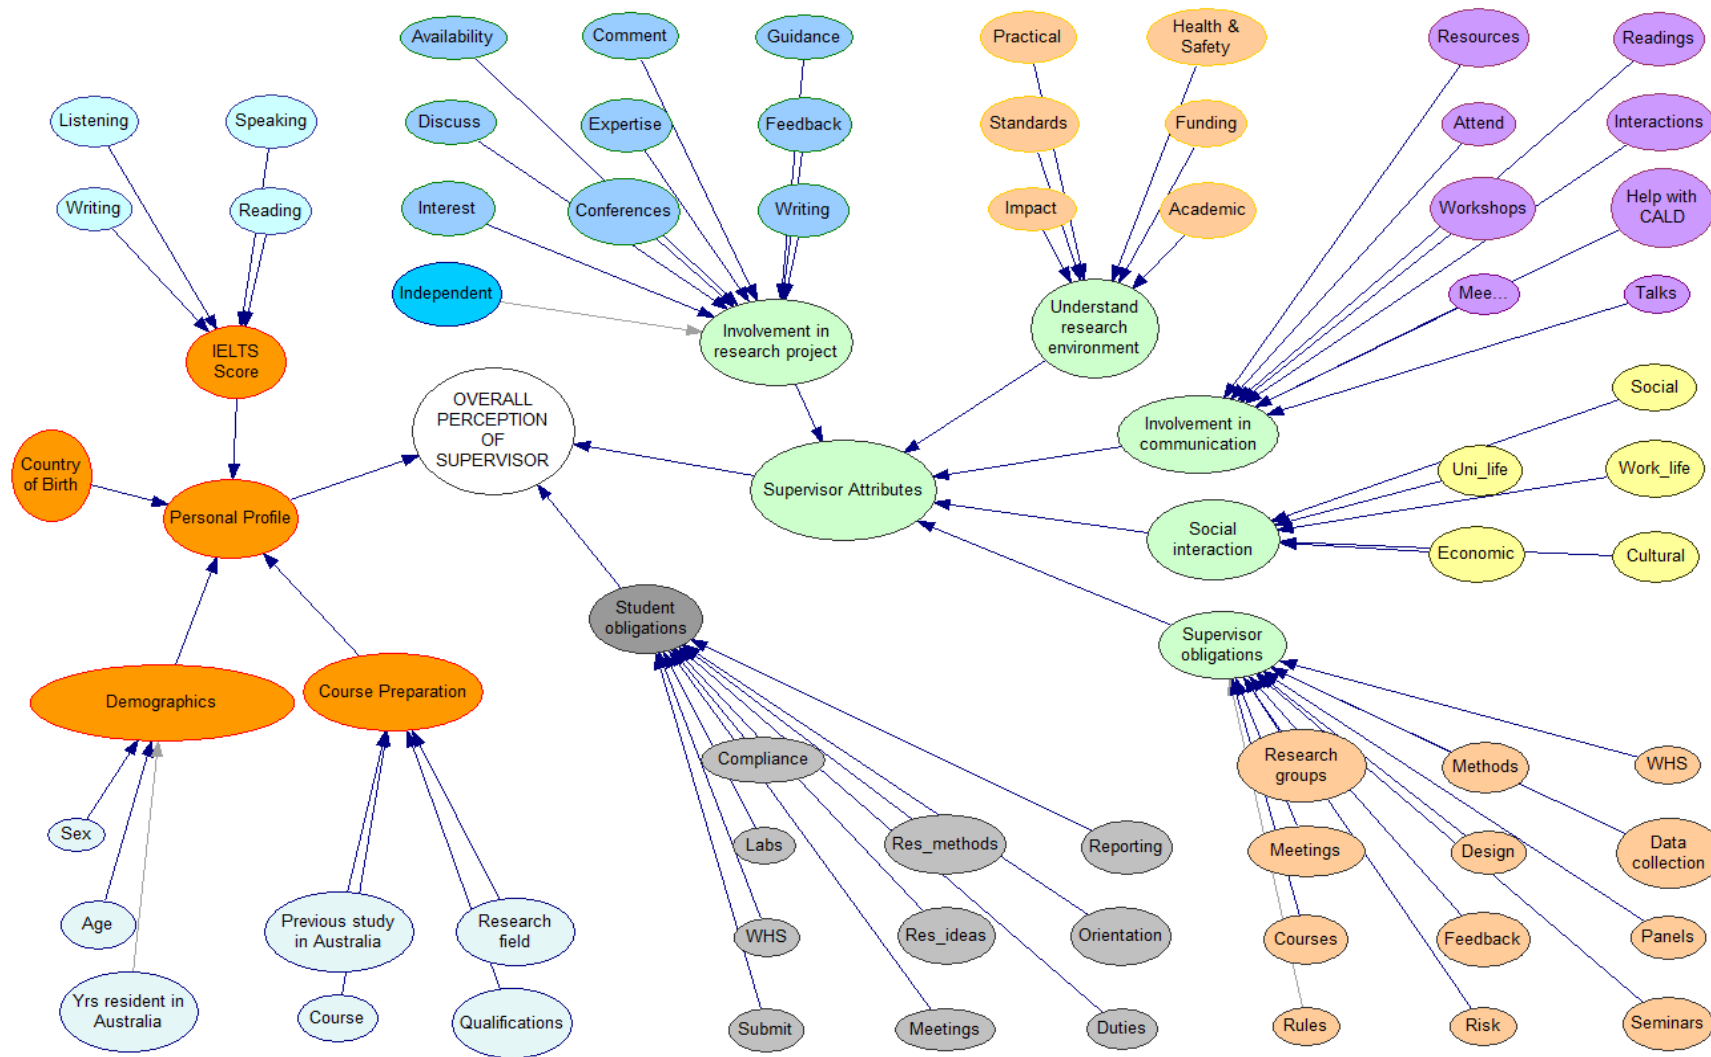 Availability
Comment
Guidance
Practical
Health &
Safety
Resources
Readings
Listening
Speaking
Discuss
Expertise
Feedback
Standards
Funding
Attend
Interactions
Writing
Reading
Interest
Conferences
Writing
Impact
Academic
Workshops
Help with
CALD
Independent
Mee...
Talks
Involvement in
research project
Understand
research
environment
IELTS
Score
Social
OVERALL
PERCEPTION
OF
SUPERVISOR
Involvement in
communication
Country
of Birth
Uni_life
Work_life
Personal Profile
Supervisor Attributes
Social
interaction
Economic
Cultural
Student
obligations
Supervisor
obligations
Demographics
Course Preparation
Compliance
Research
groups
Methods
WHS
Sex
Labs
Res_methods
Reporting
Meetings
Design
Data
collection
Age
Previous study
in Australia
Research
field
WHS
Res_ideas
Orientation
Courses
Feedback
Panels
Yrs resident in
Australia
Course
Qualifications
Submit
Meetings
Duties
Rules
Risk
Seminars